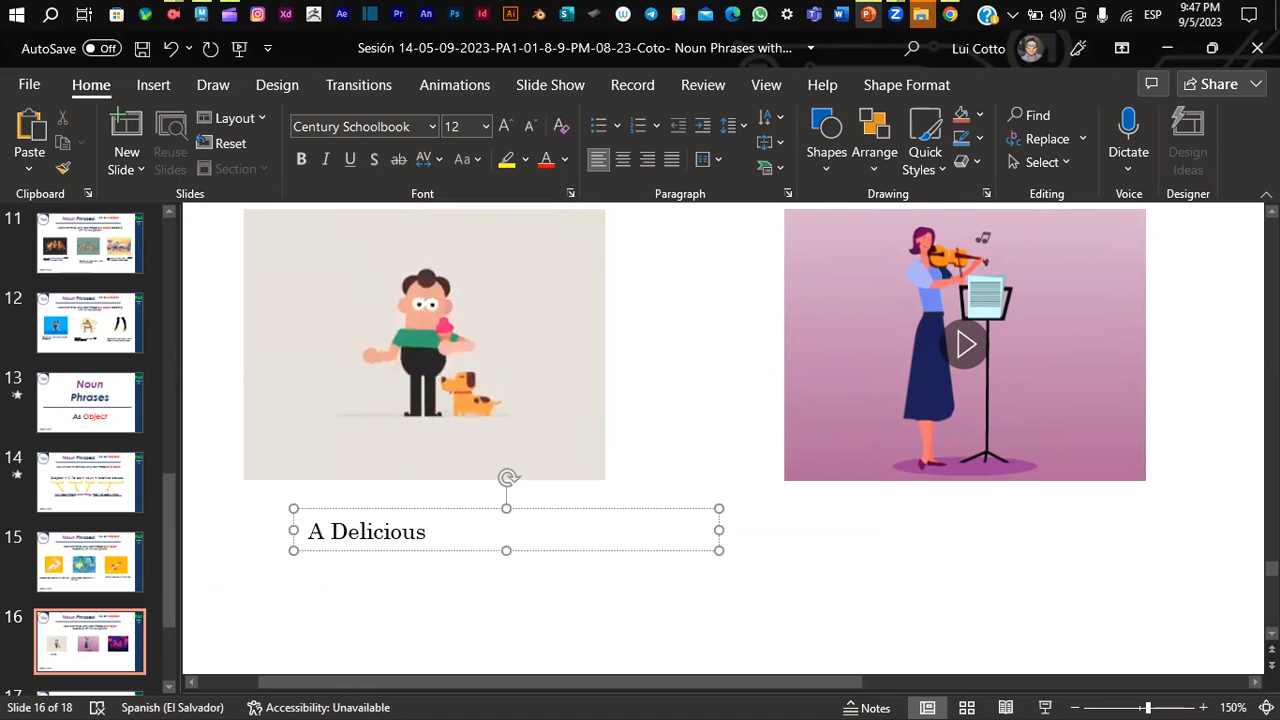 9:47 PM
ESP
9/5/2023
AutoSave Off
Sesión 14-05-09-2023-PA1-01-8-9-PM-08-23-Coto- Noun Phrases with...
Lui Cotto
File Home Insert Draw Design Transitions Animations Slide Show Record Review View Help Shape Format Share
Paste
New Slide
Reuse Slides
Layout
Reset
Section
Century Schoolbook 12
Shapes Arrange Quick Styles
Find
Replace
Select
Dictate
Design Ideas
Clipboard Slides Font Paragraph Drawing Editing Voice Designer
11
13
Noun
Phrases
As Object
14
15
16
17
A Delicious
Slide 16 of 18 Spanish (El Salvador) Accessibility: Unavailable Notes 150%